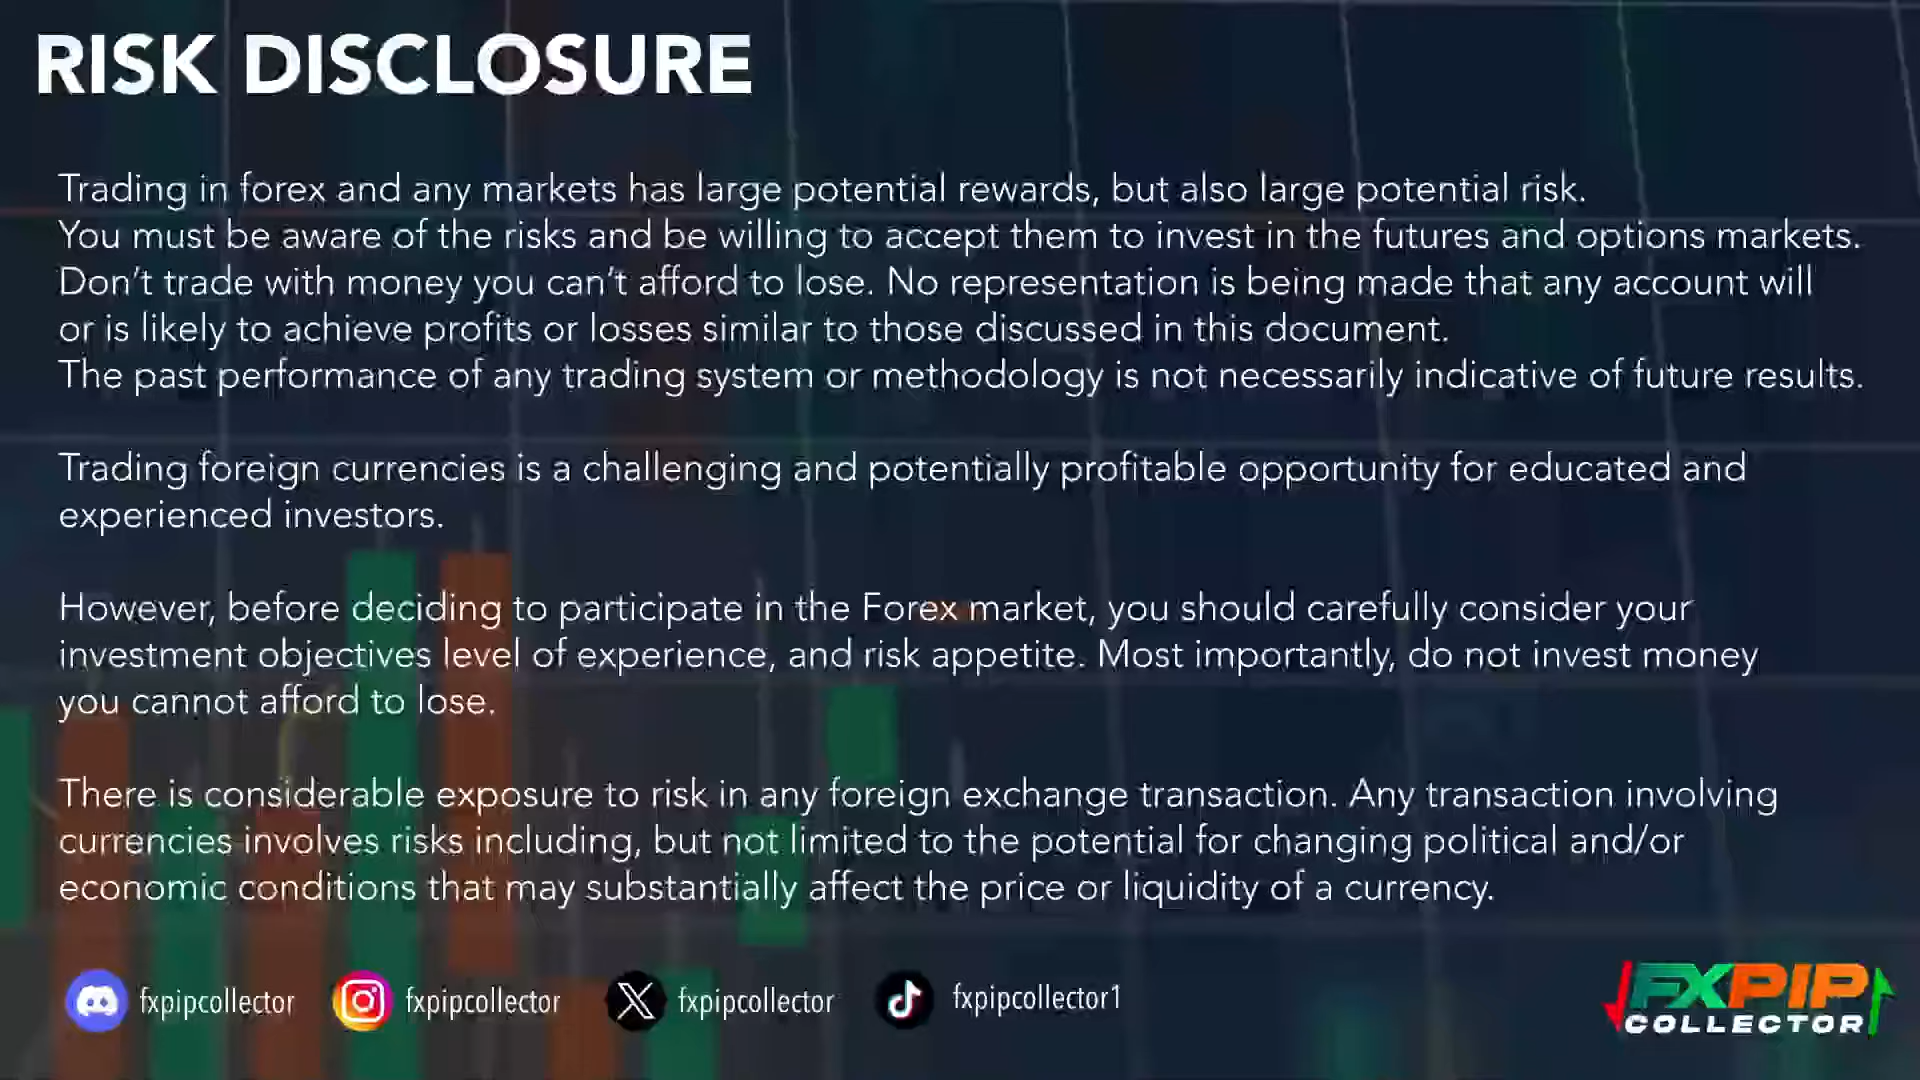 RISK DISCLOSURE
Trading in forex and any markets has large potential rewards, but also large potential risk.
You must be aware of the risks and be willing to accept them to invest in the futures and options markets.
Don’t trade with money you can’t afford to lose. No representation is being made that any account will
or is likely to achieve profits or losses similar to those discussed in this document.
The past performance of any trading system or methodology is not necessarily indicative of future results.
Trading foreign currencies is a challenging and potentially profitable opportunity for educated and
experienced investors.
However, before deciding to participate in the Forex market, you should carefully consider your
investment objectives level of experience, and risk appetite. Most importantly, do not invest money
you cannot afford to lose.
There is considerable exposure to risk in any foreign exchange transaction. Any transaction involving
currencies involves risks including, but not limited to the potential for changing political and/or
economic conditions that may substantially affect the price or liquidity of a currency.
fxpipcollector fxpipcollector fxpipcollector fxpipcollector1
FXPIP
COLLECTOR